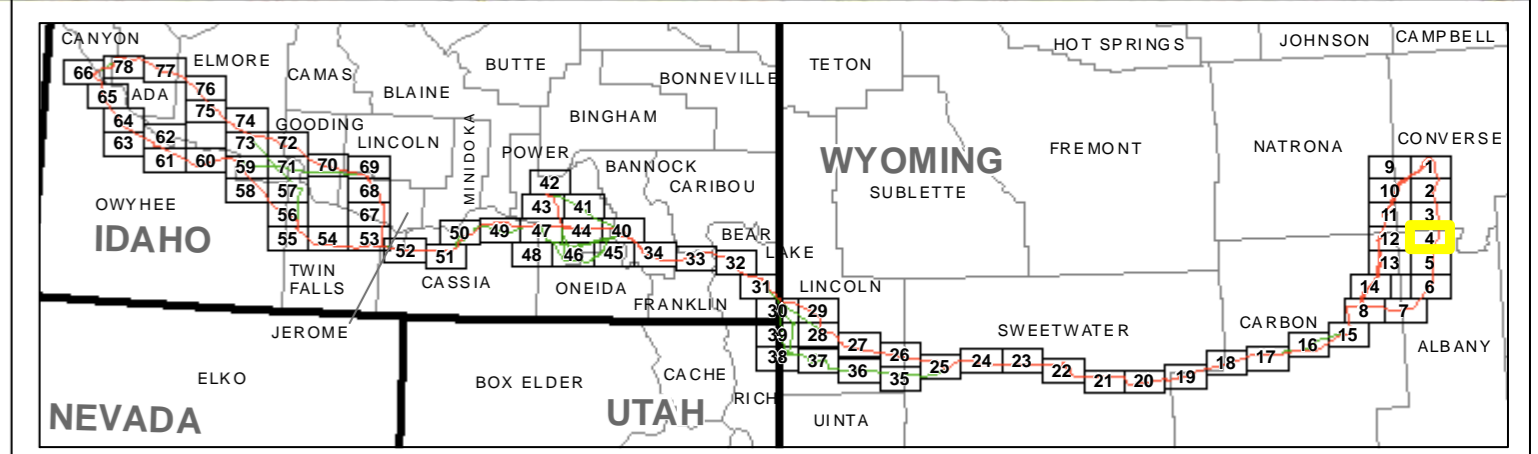 CANYON
ELMORE
CAMAS
BUTTE
BONNEVILLE
TETON
HOT SPRINGS
JOHNSON
CAMPBELL
66 78 77 76
65 ADA 75
BLAINE
BINGHAM
64 62 74
GOODING
LINCOLN
MINIDOKA
POWER
BANNOCK
CARIBOU
WYOMING
SUBLETTE
FREMONT
NATRONA
CONVERSE
63 61 60 73 72
59 71 70 69
58 57 68
56 67
55 54 53
OWYHEE
IDAHO
TWIN
FALLS
JEROME
52 51 50 49
CASSIA
42
43 41
47 44 40
48 46 45
34 33 32
ONEIDA
FRANKLIN
BEAR
LAKE
31
LINCOLN
30 29
39 28
38 37
27 26 25 24 23 22 21 20 19 18 17 16 15
36 35
SWEETWATER
CARBON
ALBANY
9 1
10 2
11 3
12 4
13 5
14 6
8 7
ELKO
NEVADA
BOX ELDER
UTAH
CACHE
RICH
UINTA